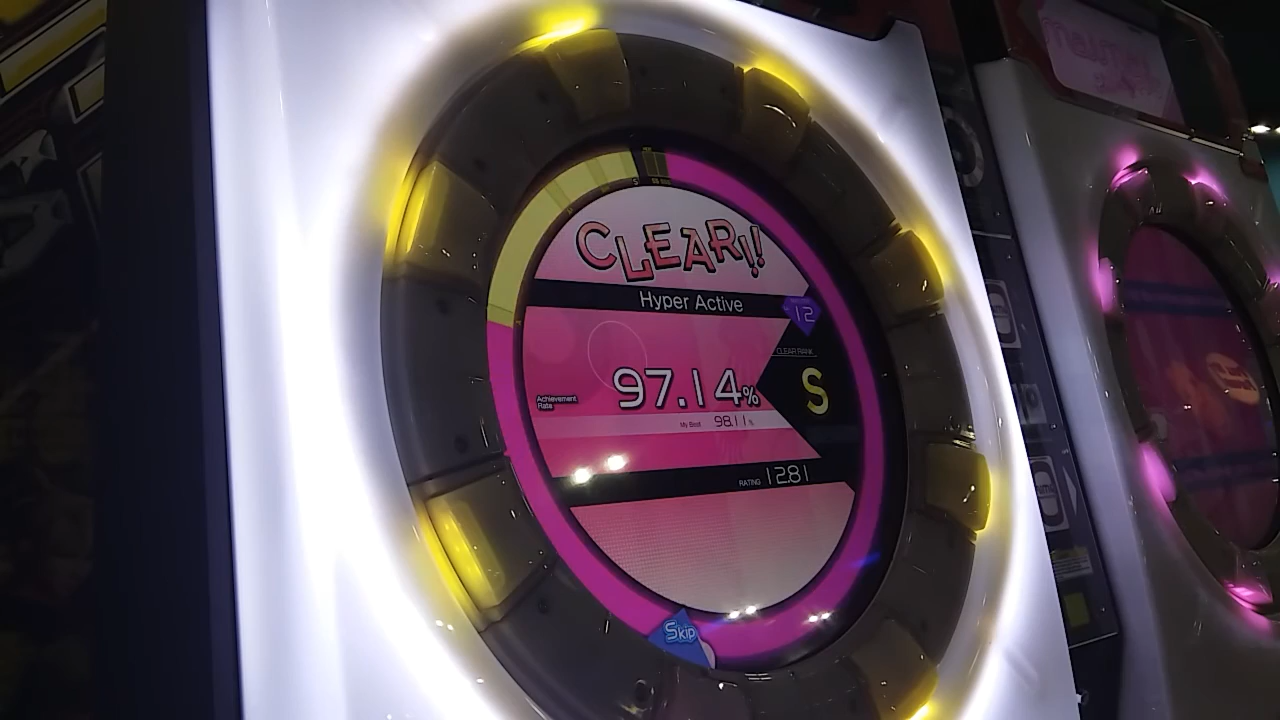 CLEAR!!
Hyper Active
12
CLEAR RANK
S
Achievement
Rate
97.14%
My Best 98.11%
RATING 1281
Skip